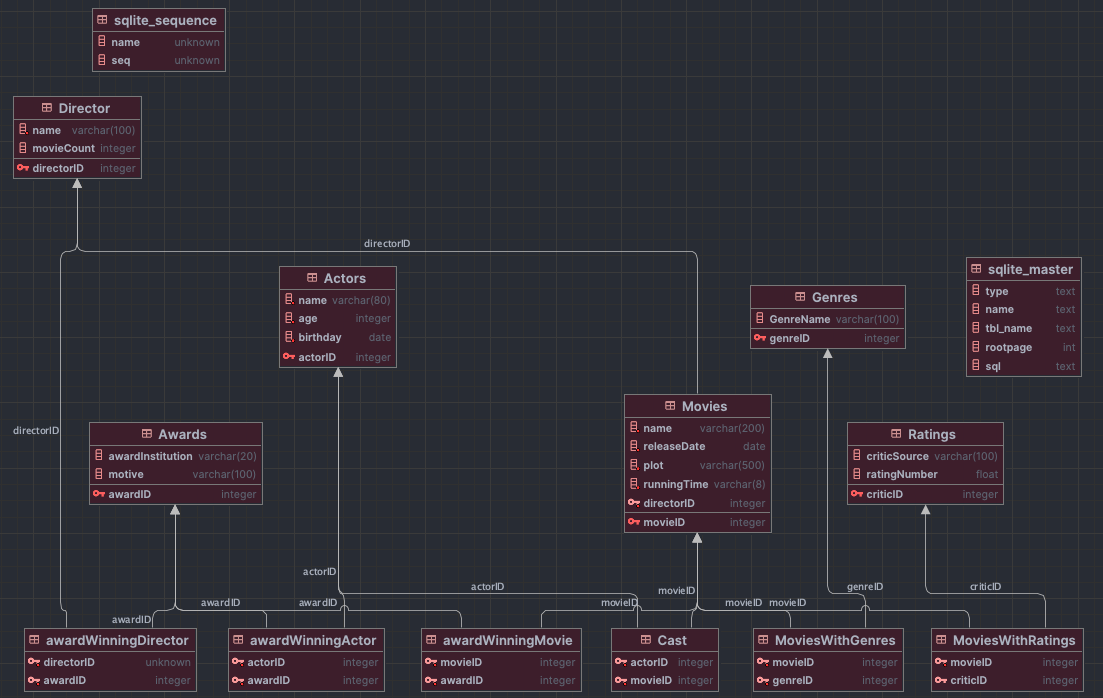 sqlite_sequence
name unknown
seq unknown
Director
name varchar(100)
movieCount integer
directorID integer
directorID
Actors
name varchar(80)
age integer
birthday date
actorID integer
sqlite_master
type text
name text
tbl_name text
rootpage int
sql text
Genres
GenreName varchar(100)
genreID integer
Movies
name varchar(200)
releaseDate date
plot varchar(500)
runningTime varchar(8)
directorID integer
movieID integer
directorID
Awards
awardInstitution varchar(20)
motive varchar(100)
awardID integer
Ratings
criticSource varchar(100)
ratingNumber float
criticID integer
actorID
actorID
movieID
genreID
criticID
awardID
awardID
awardID
movieID
movieID
movieID
awardWinningDirector
directorID unknown
awardID integer
awardWinningActor
actorID integer
awardID integer
awardWinningMovie
movieID integer
awardID integer
Cast
actorID integer
movieID integer
MoviesWithGenres
movieID integer
genreID integer
MoviesWithRatings
movieID integer
criticID integer